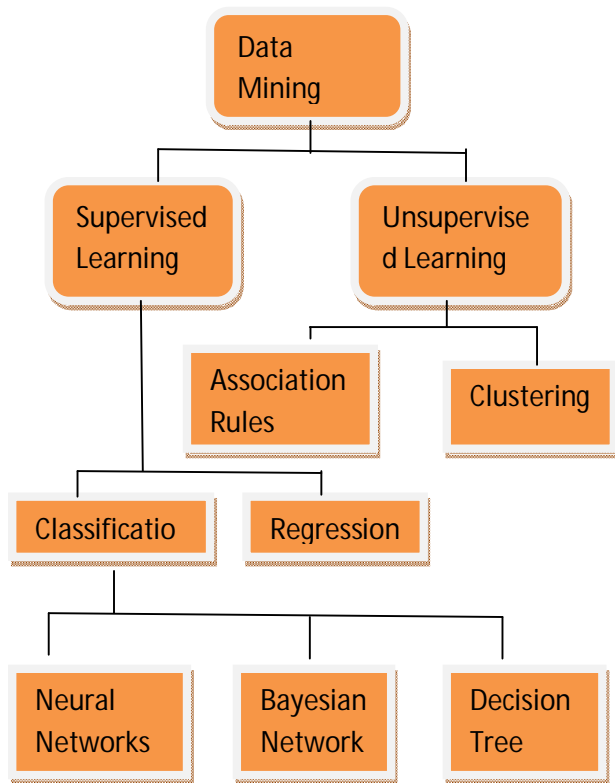 Data
Mining
Supervised
Learning
Unsupervise
d Learning
Association
Rules
Clustering
Classificatio
Regression
Neural
Networks
Bayesian
Network
Decision
Tree